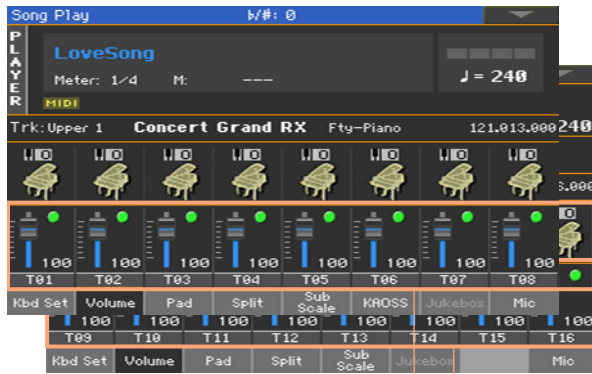 Song Play ♭/#: 0
PLAYER
LoveSong
Meter: 1/4 M: ---
♩= 240
MIDI
Trk: Upper 1 Concert Grand RX Fty-Piano 121.013.000
240
6.000
100 100 100 100 100 100 100 100
T01 T02 T03 T04 T05 T06 T07 T08
Kbd Set Volume Pad Split Sub Scale KAOSS Jukebox Mic
100 100 100 100 100 100 100 100
T09 T10 T11 T12 T13 T14 T15 T16
Kbd Set Volume Pad Split Sub Scale Jukebox Mic